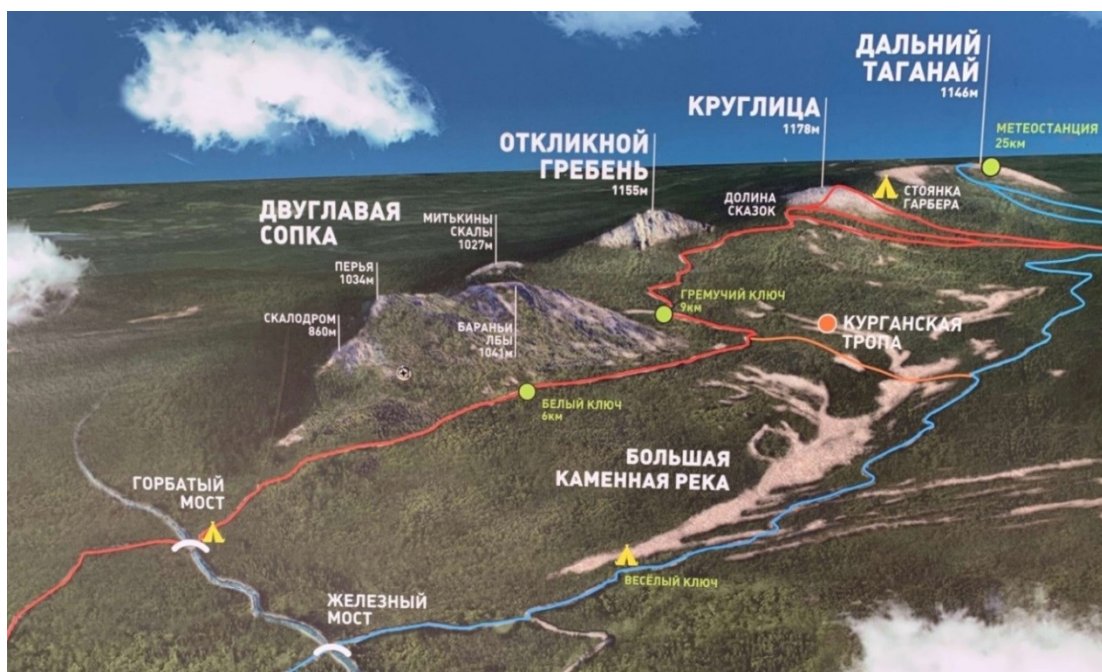 ДАЛЬНИЙ
ТАГАНАЙ
1146м
КРУГЛИЦА
1178м
МЕТЕОСТАНЦИЯ
25км
ОТКЛИКНОЙ
ГРЕБЕНЬ
1155м
ДОЛИНА
СКАЗОК
СТОЯНКА
ГАРБЕРА
ДВУГЛАВАЯ
СОПКА
МИТЬКИНЫ
СКАЛЫ
1027м
ПЕРЬЯ
1034м
ГРЕМУЧИЙ КЛЮЧ
9км
СКАЛОДРОМ
860м
БАРАНЬИ
ЛБЫ
1041м
КУРГАНСКАЯ
ТРОПА
БЕЛЫЙ КЛЮЧ
6км
БОЛЬШАЯ
КАМЕННАЯ РЕКА
ГОРБАТЫЙ
МОСТ
ВЕСЁЛЫЙ КЛЮЧ
ЖЕЛЕЗНЫЙ
МОСТ